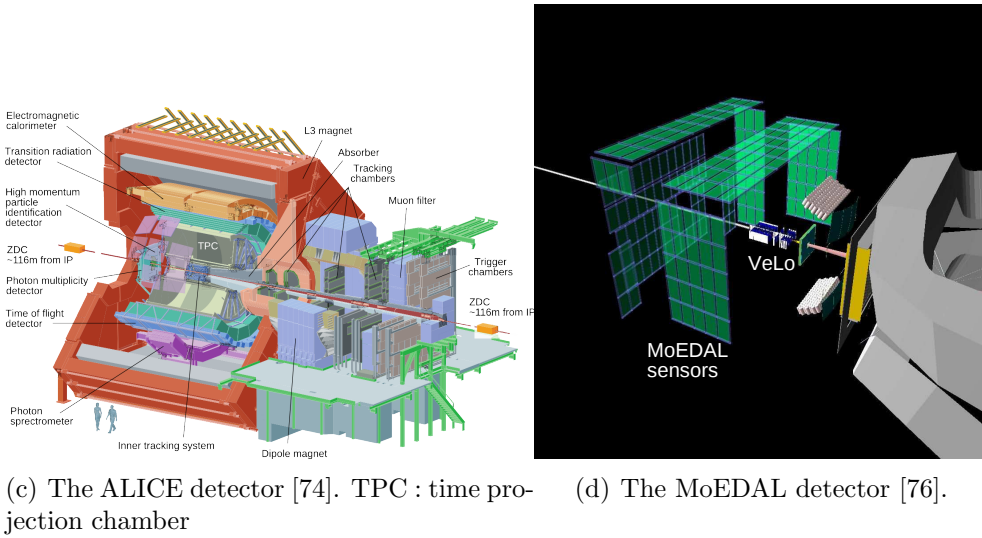 Electromagnetic
calorimeter
Transition radiation
detector
High momentum
particle
identification
detector
ZDC
~116m from IP
Photon multiplicity
detector
Time of flight
detector
Photon
sprectrometer
Inner tracking system
Dipole magnet
TPC
L3 magnet
Absorber
Tracking
chambers
Muon filter
Trigger
chambers
ZDC
~116m from IP
VeLo
MoEDAL
sensors
(c) The ALICE detector [74]. TPC : time pro-
jection chamber
(d) The MoEDAL detector [76].